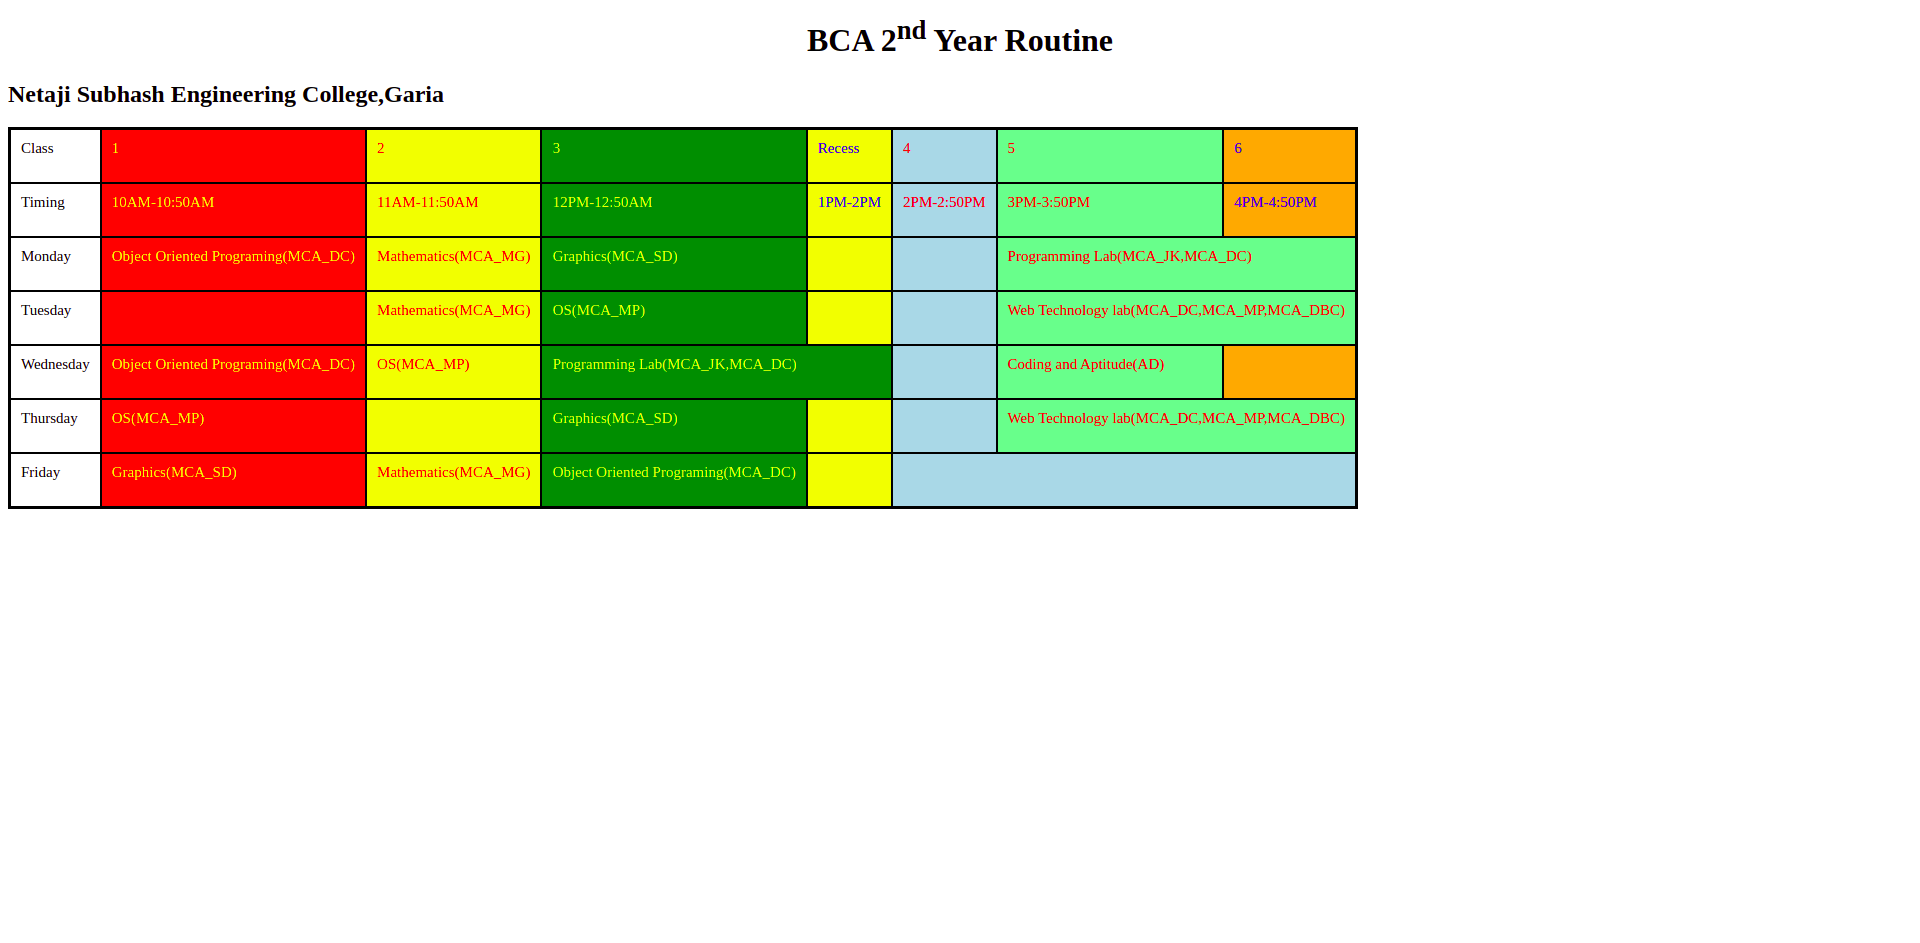 BCA 2nd Year Routine
Netaji Subhash Engineering College,Garia
Class 1 2 3 Recess 4 5 6
Timing 10AM-10:50AM 11AM-11:50AM 12PM-12:50AM 1PM-2PM 2PM-2:50PM 3PM-3:50PM 4PM-4:50PM
Monday Object Oriented Programing(MCA_DC) Mathematics(MCA_MG) Graphics(MCA_SD) Programming Lab(MCA_JK,MCA_DC)
Tuesday Mathematics(MCA_MG) OS(MCA_MP) Web Technology lab(MCA_DC,MCA_MP,MCA_DBC)
Wednesday Object Oriented Programing(MCA_DC) OS(MCA_MP) Programming Lab(MCA_JK,MCA_DC) Coding and Aptitude(AD)
Thursday OS(MCA_MP) Graphics(MCA_SD) Web Technology lab(MCA_DC,MCA_MP,MCA_DBC)
Friday Graphics(MCA_SD) Mathematics(MCA_MG) Object Oriented Programing(MCA_DC)